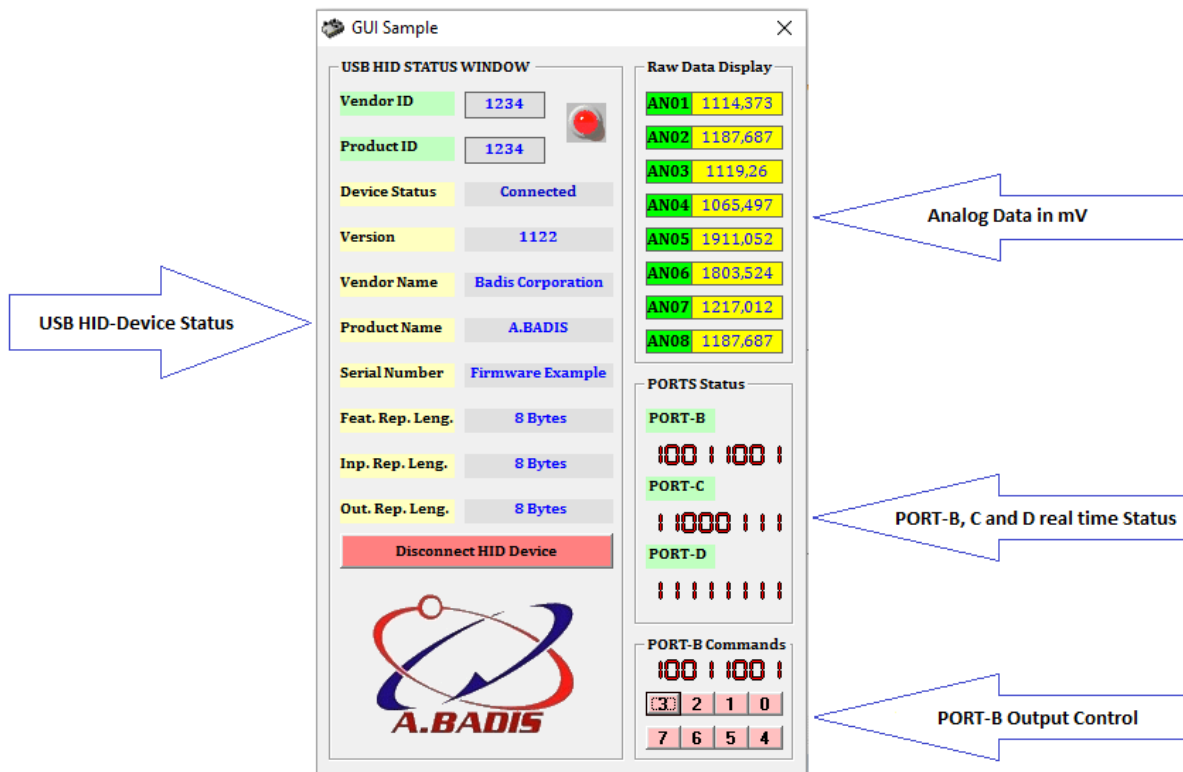 GUI Sample
USB HID STATUS WINDOW
Vendor ID 1234
Product ID 1234
Device Status Connected
Version 1122
Vendor Name Badis Corporation
Product Name A.BADIS
Serial Number Firmware Example
Feat. Rep. Leng. 8 Bytes
Inp. Rep. Leng. 8 Bytes
Out. Rep. Leng. 8 Bytes
Disconnect HID Device
A.BADIS
Raw Data Display
AN01 1114,373
AN02 1187,687
AN03 1119,26
AN04 1065,497
AN05 1911,052
AN06 1803,524
AN07 1217,012
AN08 1187,687
PORTS Status
PORT-B
10011001
PORT-C
11000111
PORT-D
11111111
PORT-B Commands
10011001
3 2 1 0
7 6 5 4
USB HID-Device Status
Analog Data in mV
PORT-B, C and D real time Status
PORT-B Output Control